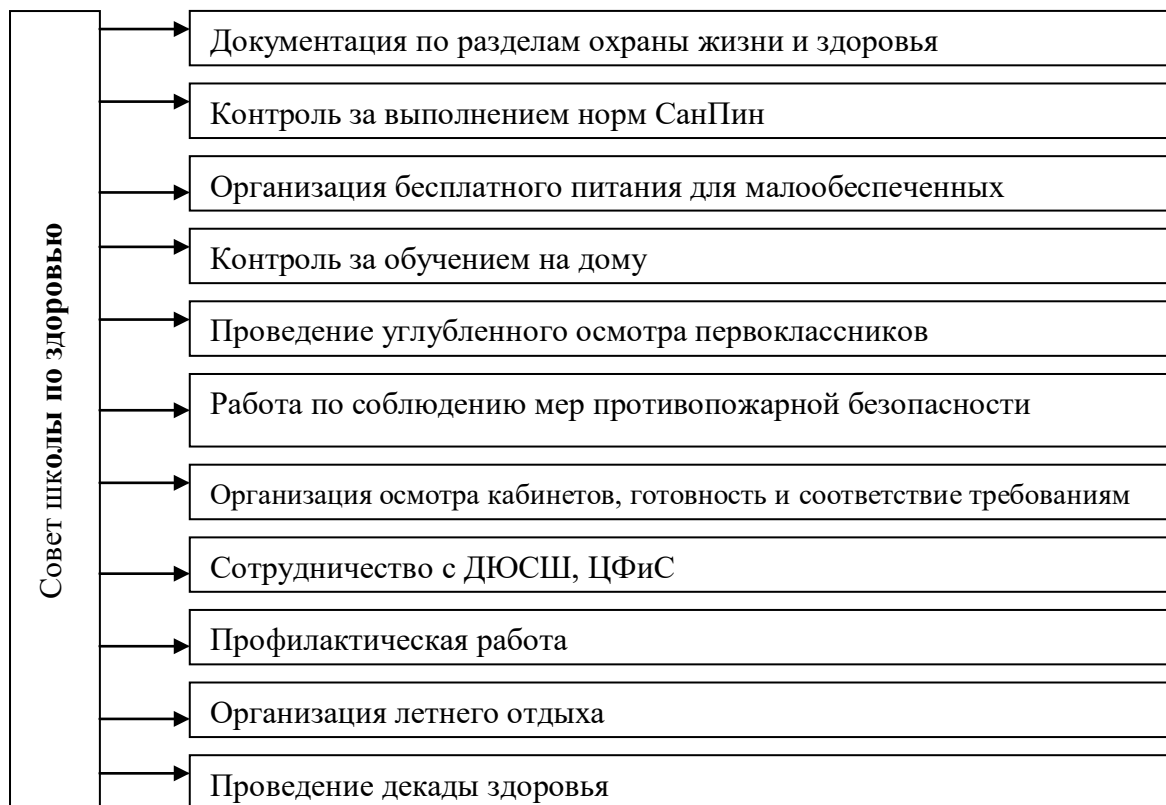 Совет школы по здоровью
Документация по разделам охраны жизни и здоровья
Контроль за выполнением норм СанПин
Организация бесплатного питания для малообеспеченных
Контроль за обучением на дому
Проведение углубленного осмотра первоклассников
Работа по соблюдению мер противопожарной безопасности
Организация осмотра кабинетов, готовность и соответствие требованиям
Сотрудничество с ДЮСШ, ЦФиС
Профилактическая работа
Организация летнего отдыха
Проведение декады здоровья